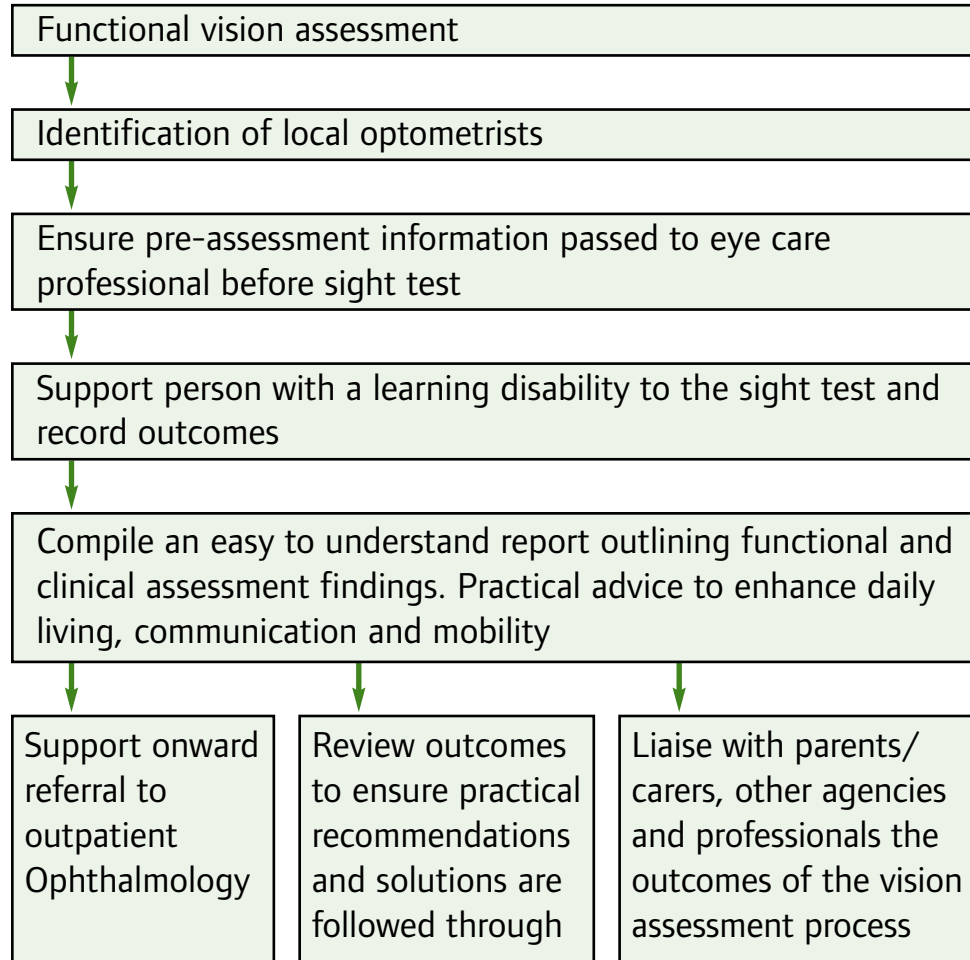 Functional vision assessment
Identification of local optometrists
Ensure pre-assessment information passed to eye care
professional before sight test
Support person with a learning disability to the sight test and
record outcomes
Compile an easy to understand report outlining functional and
clinical assessment findings. Practical advice to enhance daily
living, communication and mobility
Support onward
referral to
outpatient
Ophthalmology
Review outcomes
to ensure practical
recommendations
and solutions are
followed through
Liaise with parents/
carers, other agencies
and professionals the
outcomes of the vision
assessment process